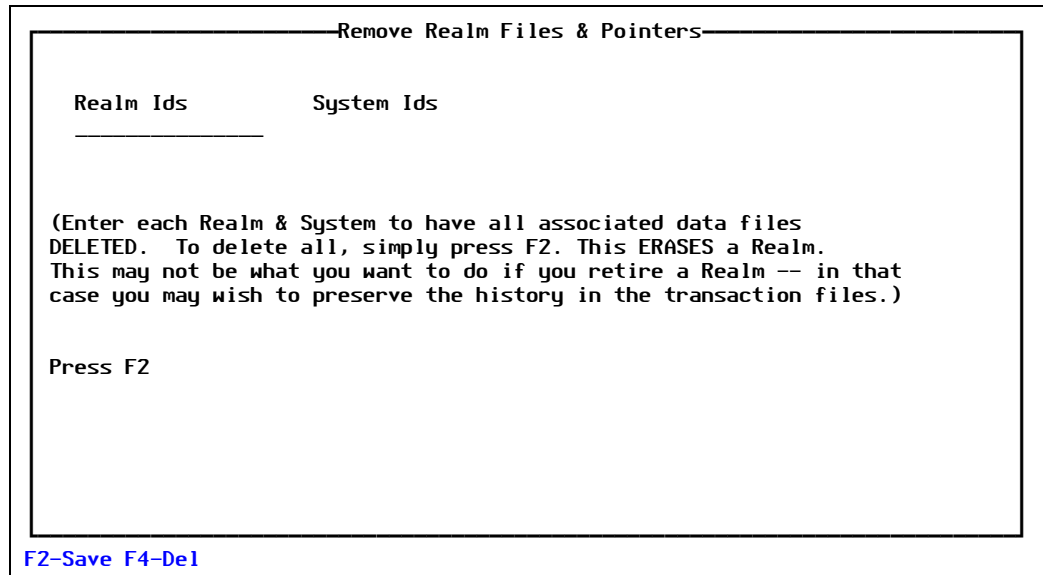 Remove Realm Files & Pointers
Realm Ids System Ids
(Enter each Realm & System to have all associated data files
DELETED. To delete all, simply press F2. This ERASES a Realm.
This may not be what you want to do if you retire a Realm -- in that
case you may wish to preserve the history in the transaction files.)
Press F2
F2-Save F4-Del